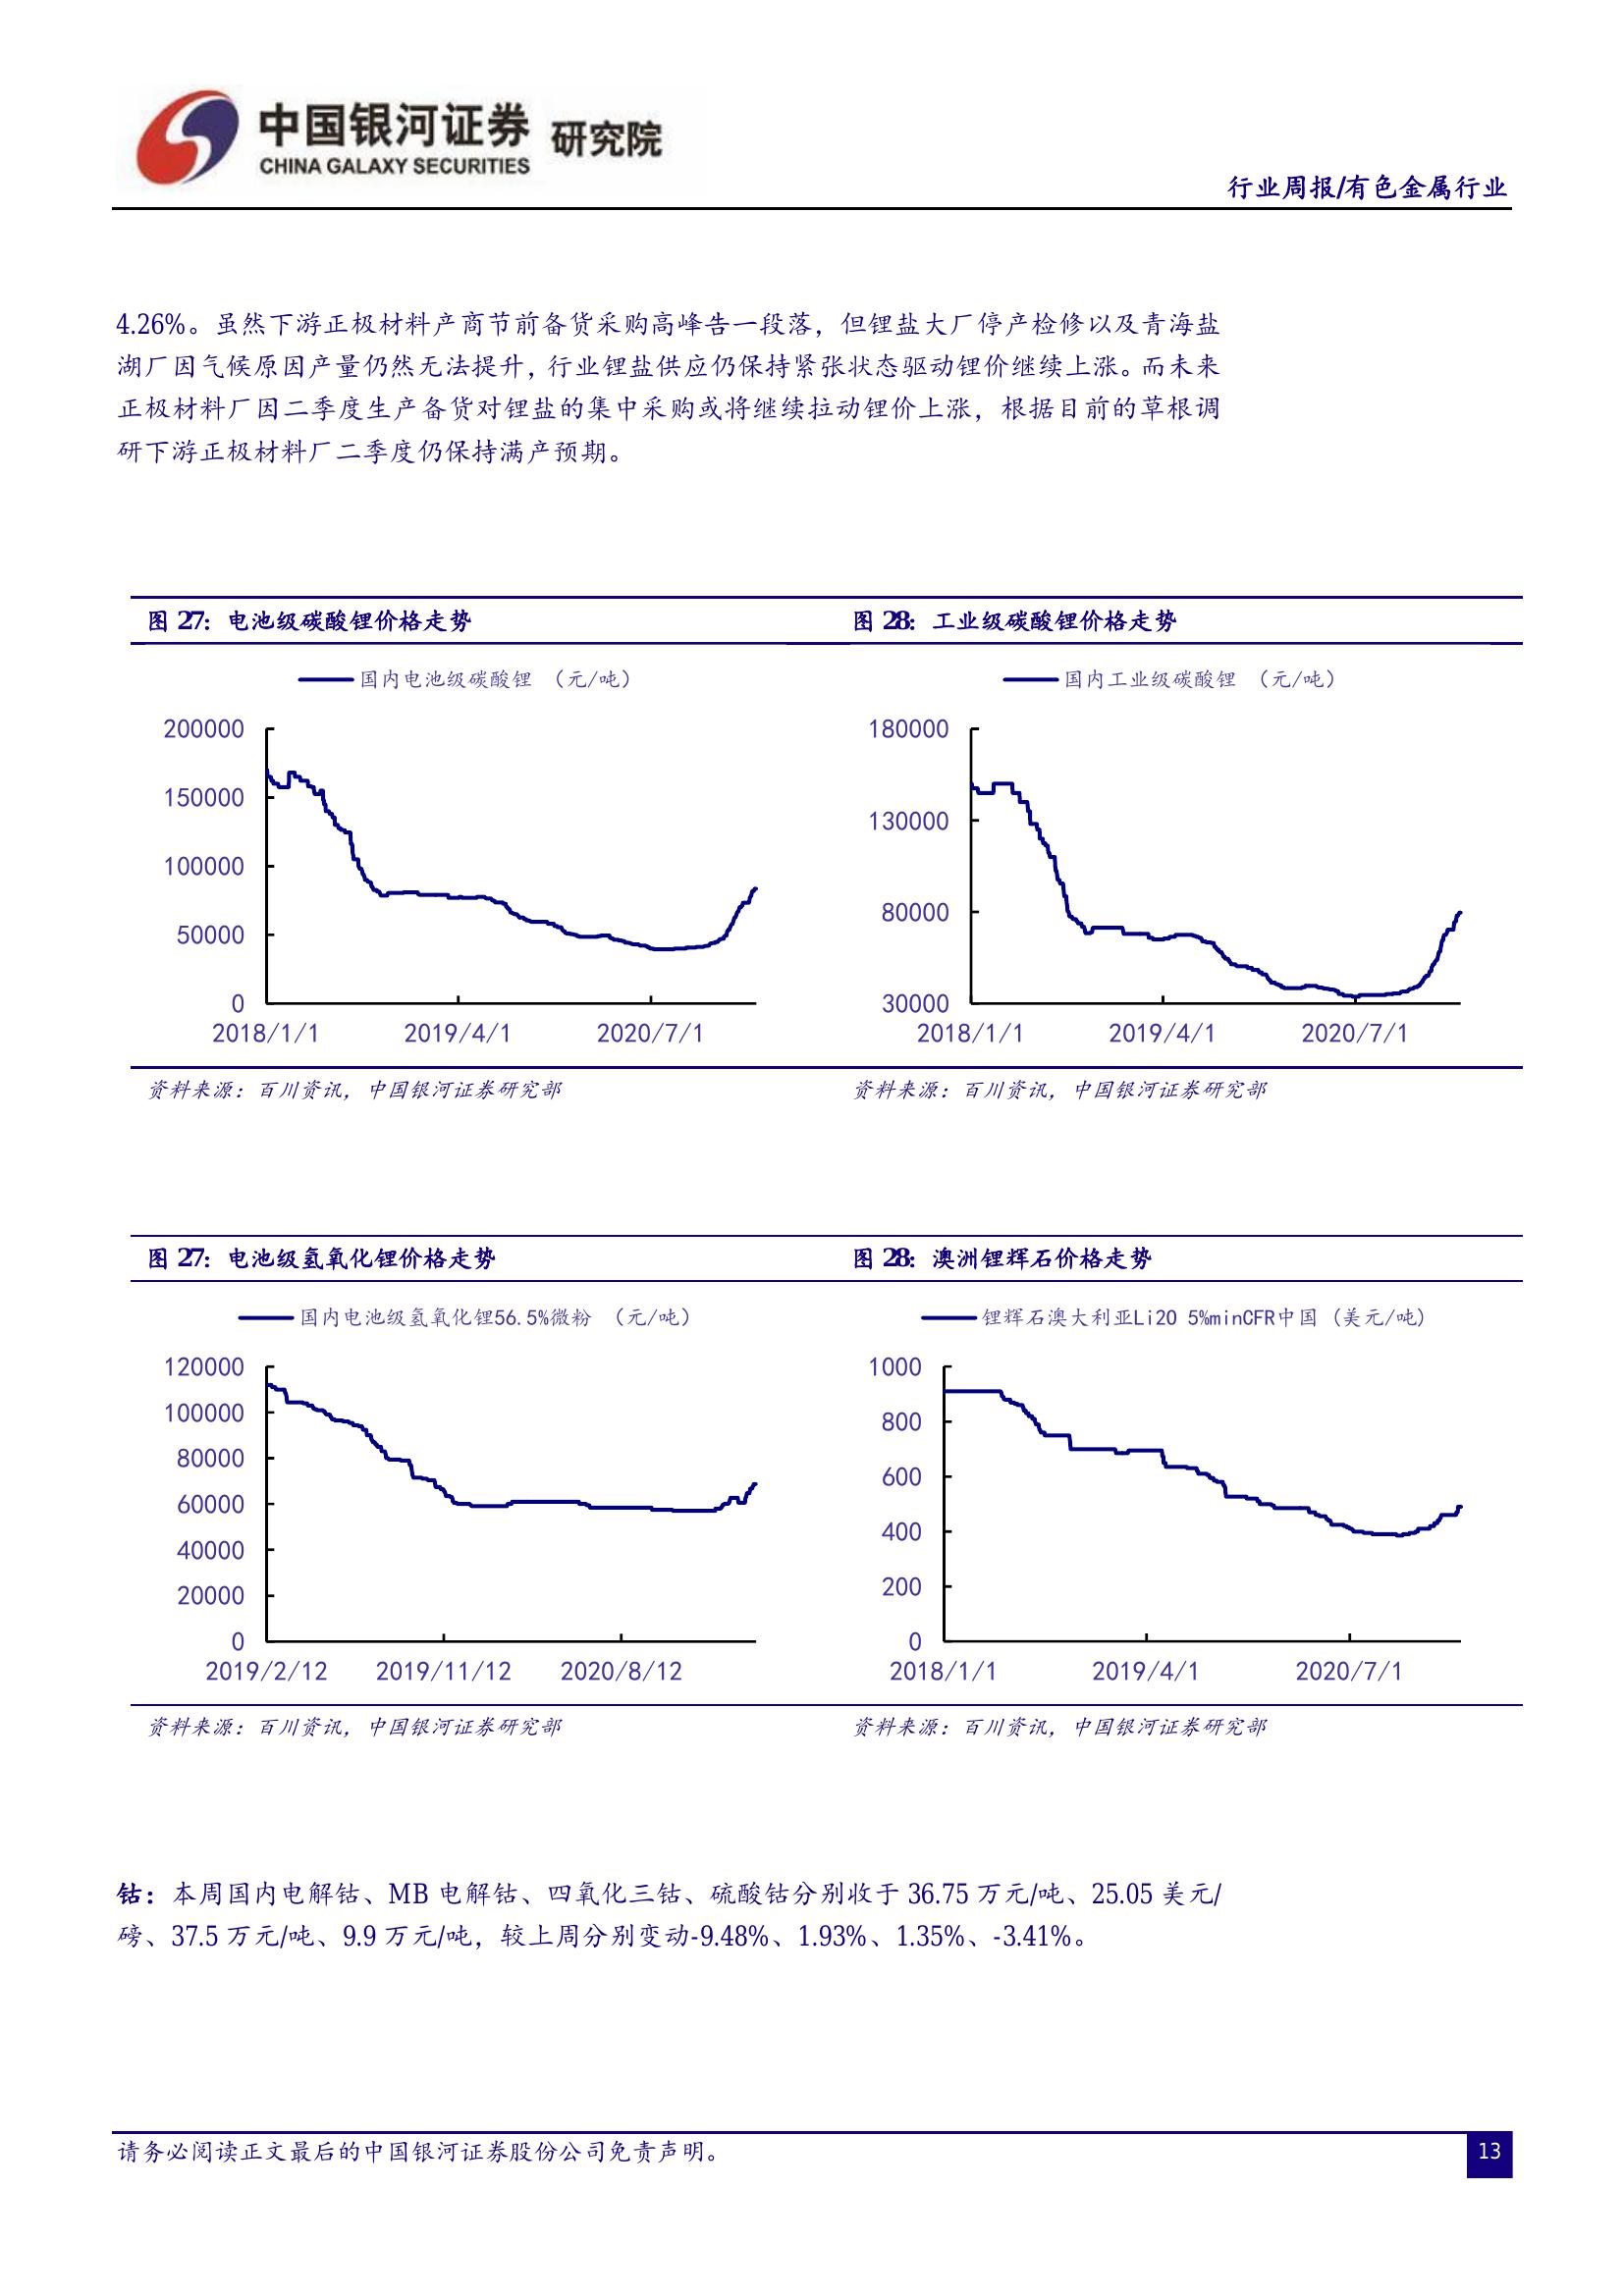 中国银河证券 研究院
CHINA GALAXY SECURITIES
行业周报/有色金属行业
4.26%。虽然下游正极材料产商节前备货采购高峰告一段落，但锂盐大厂停产检修以及青海盐
湖厂因气候原因产量仍然无法提升，行业锂盐供应仍保持紧张状态驱动锂价继续上涨。而未来
正极材料厂因二季度生产备货对锂盐的集中采购或将继续拉动锂价上涨，根据目前的草根调
研下游正极材料厂二季度仍保持满产预期。
图 27：电池级碳酸锂价格走势
国内电池级碳酸锂 （元/吨）
200000
150000
100000
50000
0
2018/1/1 2019/4/1 2020/7/1
资料来源：百川资讯，中国银河证券研究部
图 28：工业级碳酸锂价格走势
国内工业级碳酸锂 （元/吨）
180000
130000
80000
30000
2018/1/1 2019/4/1 2020/7/1
资料来源：百川资讯，中国银河证券研究部
图 27：电池级氢氧化锂价格走势
国内电池级氢氧化锂56.5%微粉 （元/吨）
120000
100000
80000
60000
40000
20000
0
2019/2/12 2019/11/12 2020/8/12
资料来源：百川资讯，中国银河证券研究部
图 28：澳洲锂辉石价格走势
锂辉石澳大利亚Li2O 5%minCFR中国（美元/吨）
1000
800
600
400
200
0
2018/1/1 2019/4/1 2020/7/1
资料来源：百川资讯，中国银河证券研究部
钴：本周国内电解钴、MB 电解钴、四氧化三钴、硫酸钴分别收于 36.75 万元/吨、25.05 美元/
磅、37.5 万元/吨、9.9 万元/吨，较上周分别变动-9.48%、1.93%、1.35%、-3.41%。
请务必阅读正文最后的中国银河证券股份公司免责声明。
13